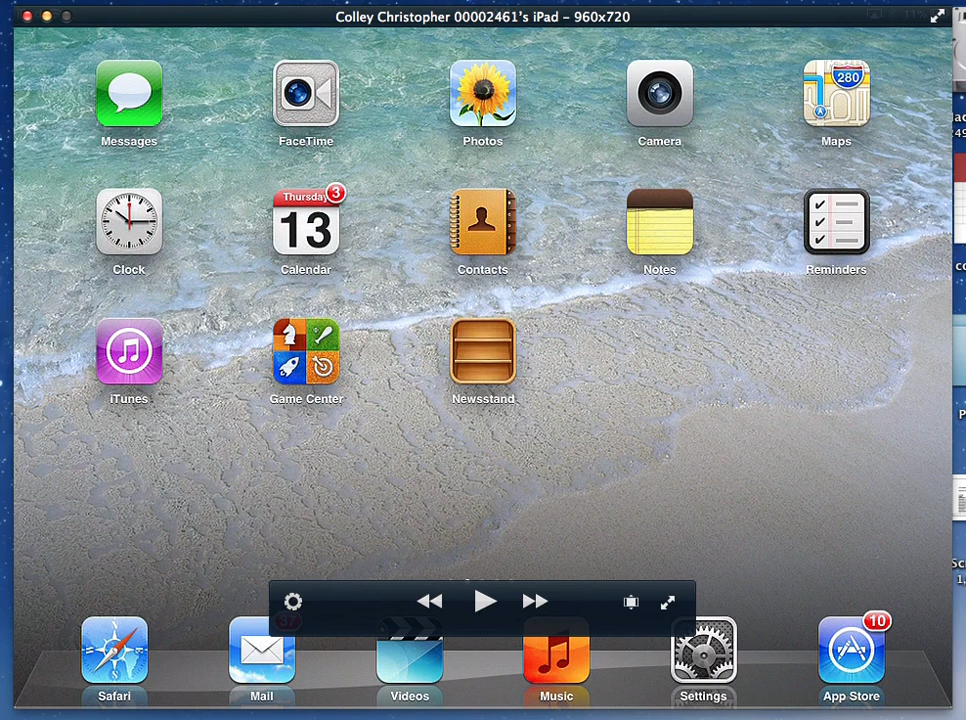 Colley Christopher 00002461's iPad – 960x720
280
Messages
FaceTime
Photos
Camera
Maps
Thursday
3
13
Clock
Calendar
Contacts
Notes
Reminders
iTunes
Game Center
Newsstand
37
10
Safari
Mail
Videos
Music
Settings
App Store